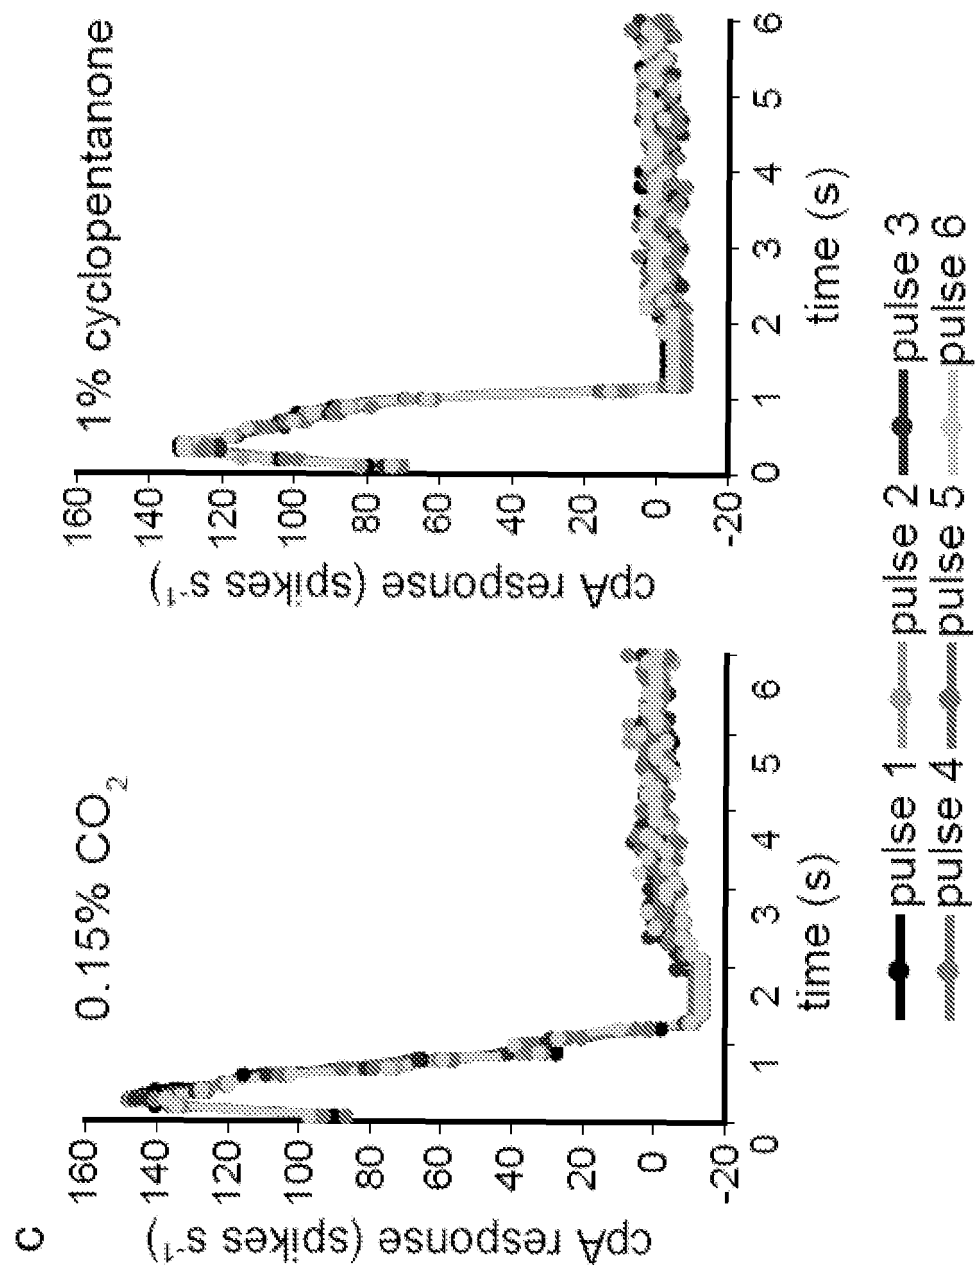 c
0.15% CO₂
cpA response (spikes s⁻¹)
160
140
120
100
80
60
40
20
0
-20
0 1 2 3 4 5 6
time (s)
1% cyclopentanone
cpA response (spikes s⁻¹)
160
140
120
100
80
60
40
20
0
-20
0 1 2 3 4 5 6
time (s)
pulse 1 pulse 2 pulse 3
pulse 4 pulse 5 pulse 6